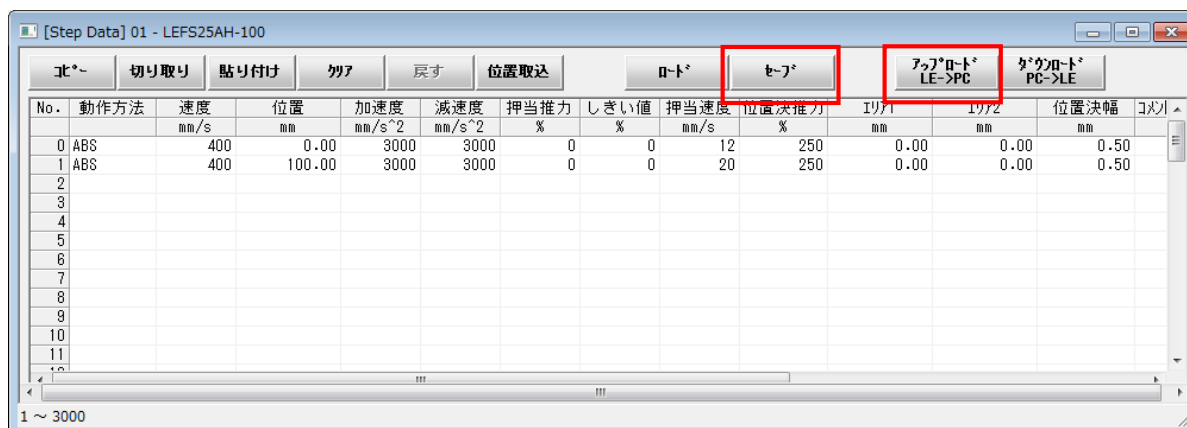 [Step Data] 01 - LEFS25AH-100
ｺﾋﾟｰ 切り取り 貼り付け ｸﾘｱ 戻す 位置取込 ﾛｰﾄﾞ ｾｰﾌﾞ ｱｯﾌﾟﾛｰﾄﾞ LE->PC ﾀﾞｳﾝﾛｰﾄﾞ PC->LE
No. 動作方法 速度 位置 加速度 減速度 押当推力 しきい値 押当速度 位置決推力 ｴﾘｱ1 ｴﾘｱ2 位置決幅 ｺﾒﾝﾄ
mm/s mm mm/s^2 mm/s^2 % % mm/s % mm mm mm
0 ABS 400 0.00 3000 3000 0 0 12 250 0.00 0.00 0.50
1 ABS 400 100.00 3000 3000 0 0 20 250 0.00 0.00 0.50
2
3
4
5
6
7
8
9
10
11
1 ～ 3000